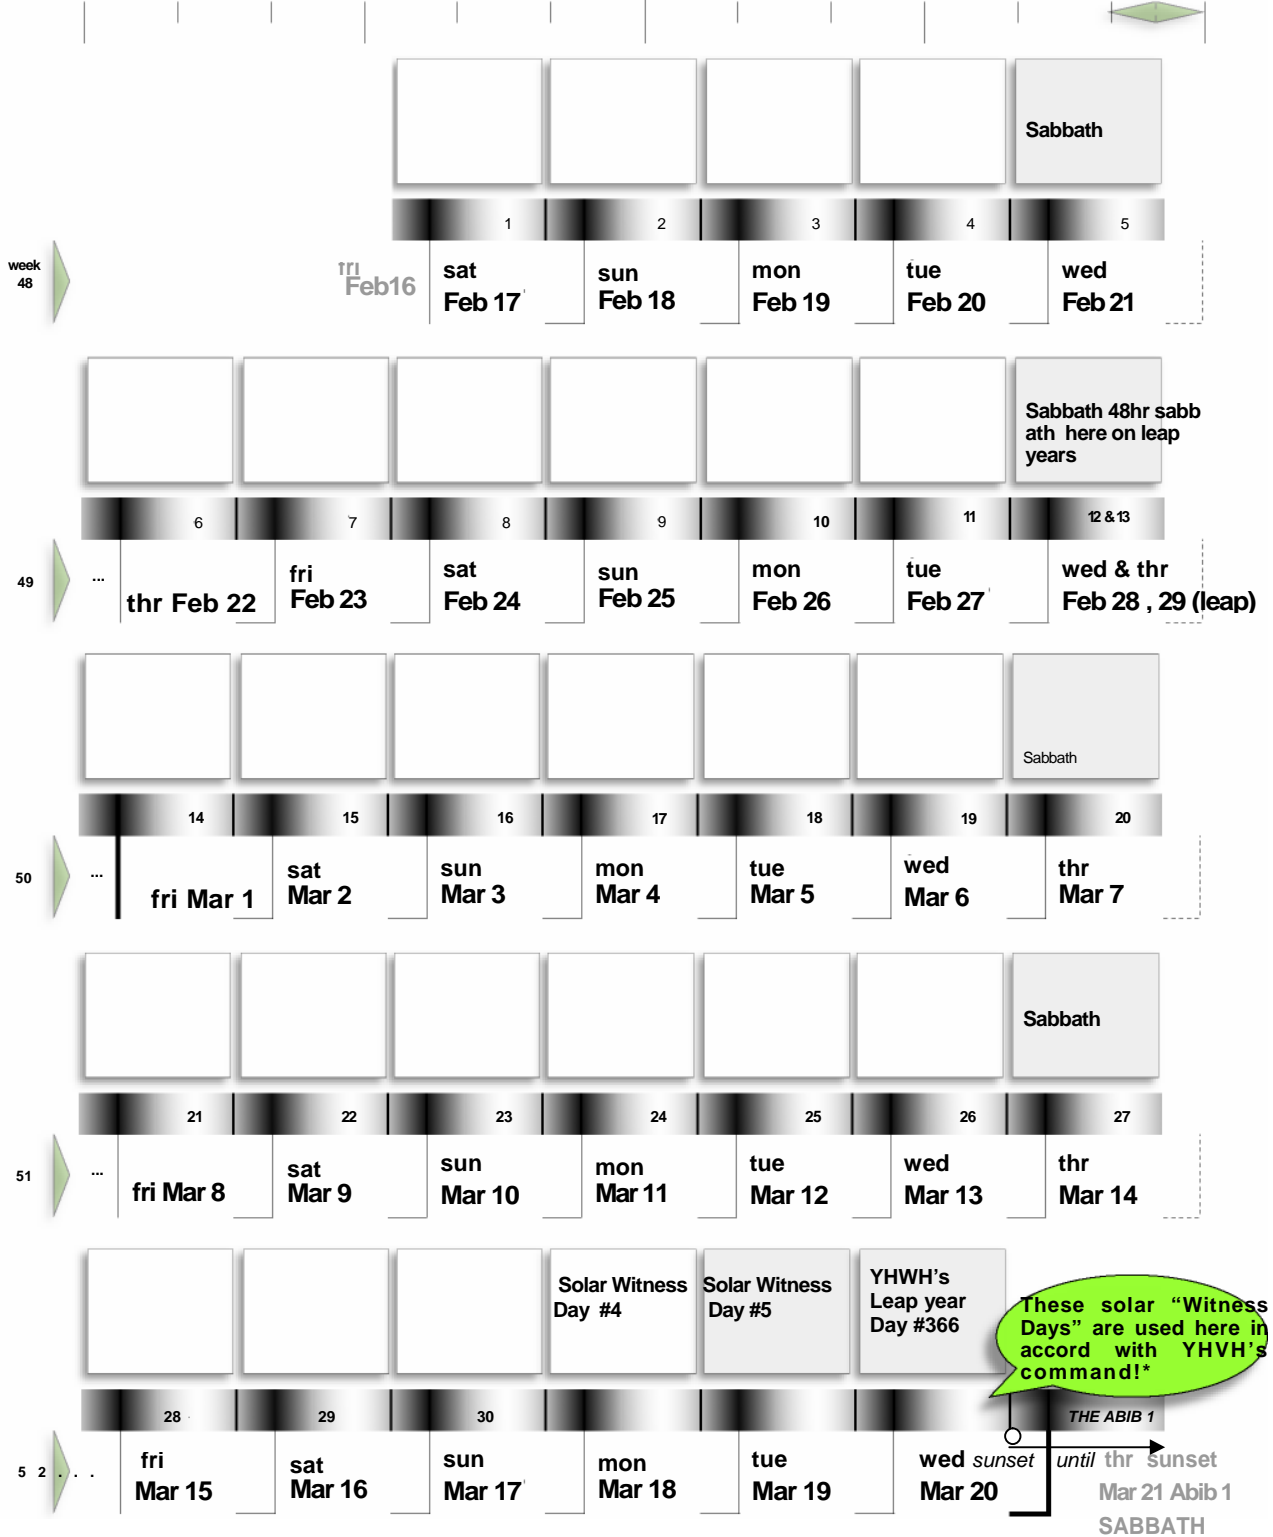 Sabbath
1 2 3 4 5
week
48
fri
Feb16
sat
Feb 17
sun
Feb 18
mon
Feb 19
tue
Feb 20
wed
Feb 21
Sabbath 48hr sabb
ath here on leap
years
6 7 8 9 10 11 12 & 13
49
...
thr Feb 22
fri
Feb 23
sat
Feb 24
sun
Feb 25
mon
Feb 26
tue
Feb 27
wed & thr
Feb 28 , 29 (leap)
Sabbath
14 15 16 17 18 19 20
50
...
fri Mar 1
sat
Mar 2
sun
Mar 3
mon
Mar 4
tue
Mar 5
wed
Mar 6
thr
Mar 7
Sabbath
21 22 23 24 25 26 27
51
...
fri Mar 8
sat
Mar 9
sun
Mar 10
mon
Mar 11
tue
Mar 12
wed
Mar 13
thr
Mar 14
Solar Witness
Day #4
Solar Witness
Day #5
YHWH's
Leap year
Day #366
These solar “Witness
Days” are used here in
accord with YHVH's
command!*
28 29 30
THE ABIB 1
5 2 . . .
fri
Mar 15
sat
Mar 16
sun
Mar 17
mon
Mar 18
tue
Mar 19
wed sunset until thr sunset
Mar 20
Mar 21 Abib 1
SABBATH